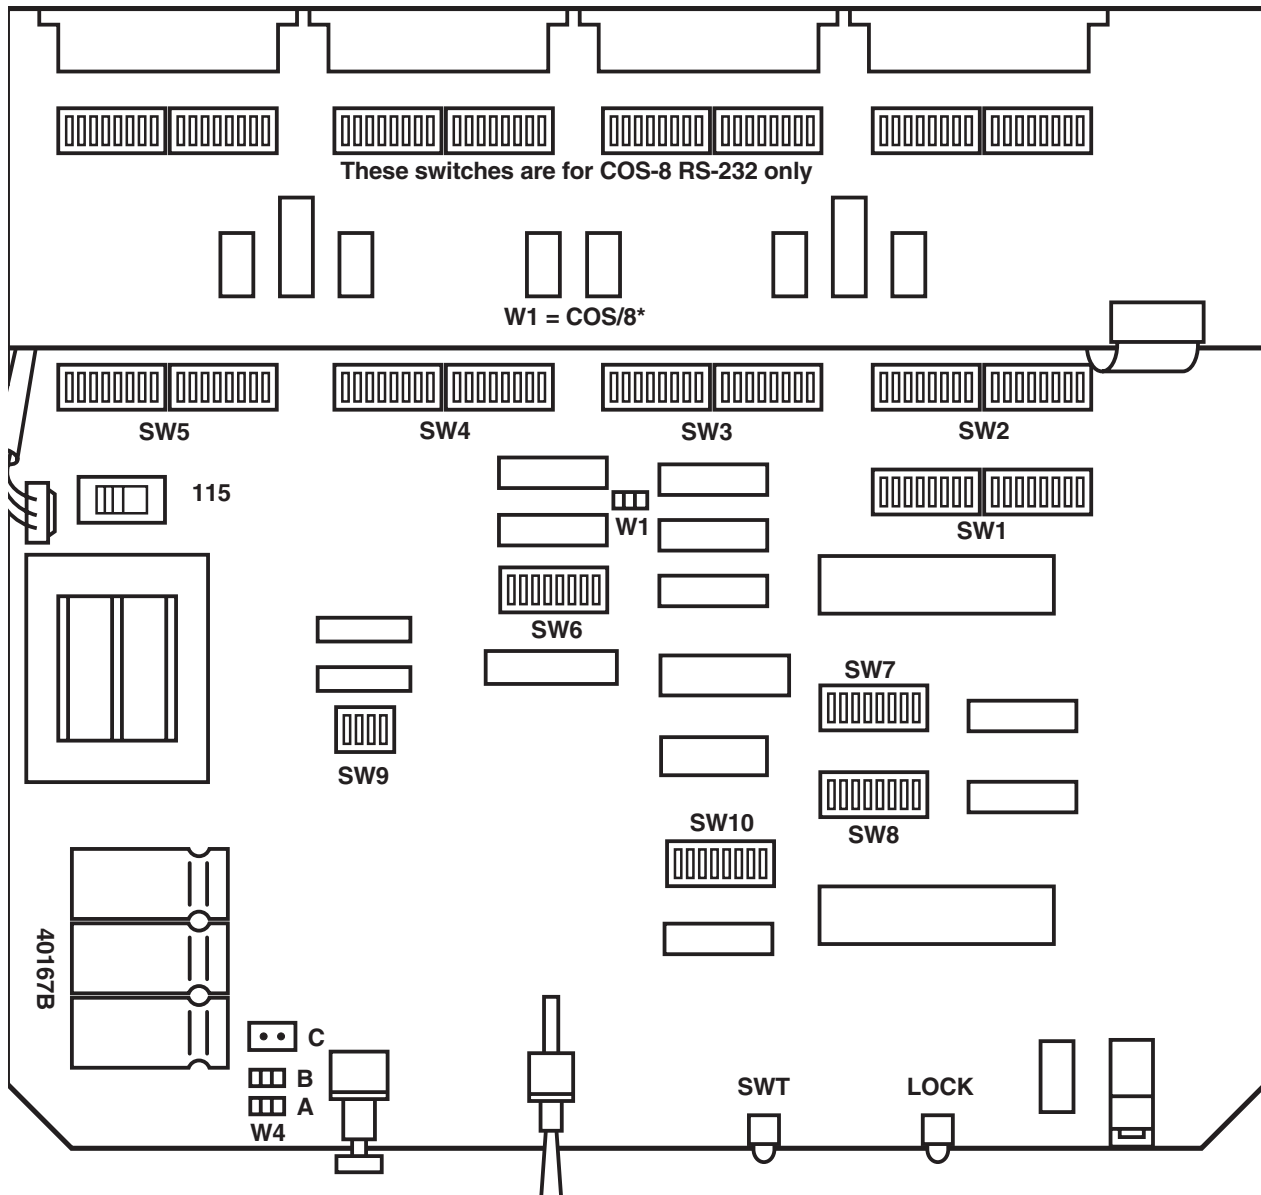 These switches are for COS-8 RS-232 only
W1 = COS/8*
SW5
SW4
SW3
SW2
115
W1
SW1
SW6
SW7
SW9
SW10
SW8
40167B
C
B
A
W4
SWT
LOCK